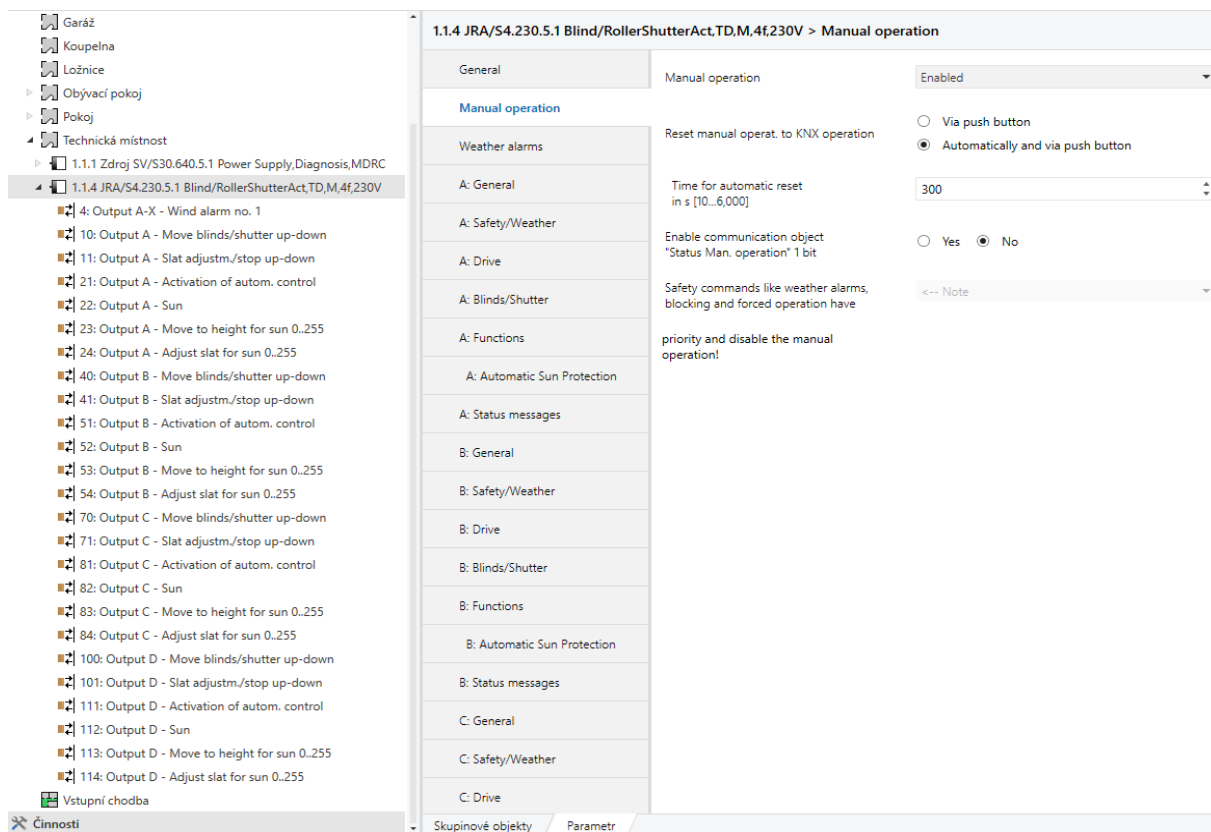 Garáž
Koupelna
Ložnice
Obývací pokoj
Pokoj
Technická místnost
1.1.1 Zdroj SV/S30.640.5.1 Power Supply,Diagnosis,MDRC
1.1.4 JRA/S4.230.5.1 Blind/RollerShutterAct,TD,M,4f,230V
4: Output A-X - Wind alarm no. 1
10: Output A - Move blinds/shutter up-down
11: Output A - Slat adjustm./stop up-down
21: Output A - Activation of autom. control
22: Output A - Sun
23: Output A - Move to height for sun 0..255
24: Output A - Adjust slat for sun 0..255
40: Output B - Move blinds/shutter up-down
41: Output B - Slat adjustm./stop up-down
51: Output B - Activation of autom. control
52: Output B - Sun
53: Output B - Move to height for sun 0..255
54: Output B - Adjust slat for sun 0..255
70: Output C - Move blinds/shutter up-down
71: Output C - Slat adjustm./stop up-down
81: Output C - Activation of autom. control
82: Output C - Sun
83: Output C - Move to height for sun 0..255
84: Output C - Adjust slat for sun 0..255
100: Output D - Move blinds/shutter up-down
101: Output D - Slat adjustm./stop up-down
111: Output D - Activation of autom. control
112: Output D - Sun
113: Output D - Move to height for sun 0..255
114: Output D - Adjust slat for sun 0..255
Vstupní chodba
Činnosti
1.1.4 JRA/S4.230.5.1 Blind/RollerShutterAct,TD,M,4f,230V > Manual operation
General
Manual operation
Weather alarms
A: General
A: Safety/Weather
A: Drive
A: Blinds/Shutter
A: Functions
A: Automatic Sun Protection
A: Status messages
B: General
B: Safety/Weather
B: Drive
B: Blinds/Shutter
B: Functions
B: Automatic Sun Protection
B: Status messages
C: General
C: Safety/Weather
C: Drive
Manual operation
Enabled
Reset manual operat. to KNX operation
Via push button
Automatically and via push button
Time for automatic reset
in s [10...6,000]
300
Enable communication object
"Status Man. operation" 1 bit
Yes No
Safety commands like weather alarms,
blocking and forced operation have
<-- Note
priority and disable the manual
operation!
Skupinové objekty Parametr